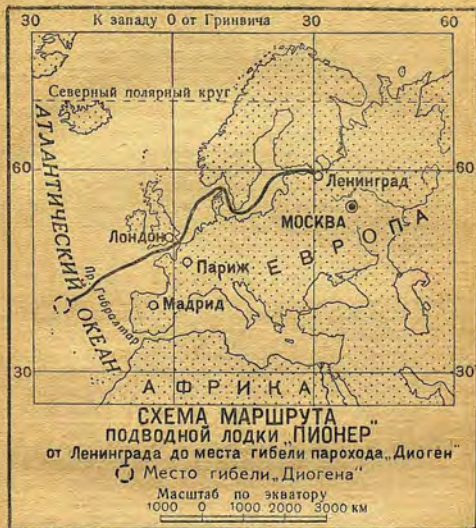 30 К западу 0 от Гринвича 30 60
Северный полярный круг
АТЛАНТИЧЕСКИЙ ОКЕАН
60 60
Ленинград
МОСКВА
Лондон
ЕВРОПА
Париж
Пр. Гибралтар
Мадрид
30 30
АФРИКА
СХЕМА МАРШРУТА
ПОДВОДНОЙ ЛОДКИ „ПИОНЕР"
от Ленинграда до места гибели парохода „Диоген"
Место гибели „Диогена"
Масштаб по экватору
1000 0 1000 2000 3000 км